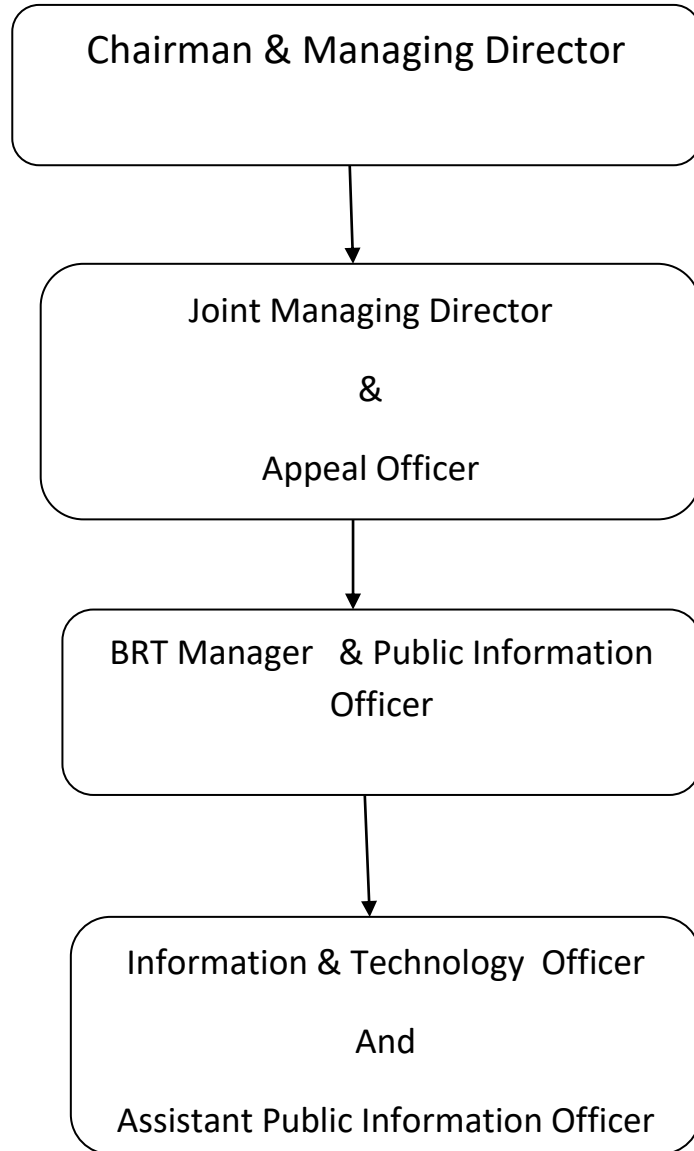 Chairman & Managing Director
Joint Managing Director
&
Appeal Officer
BRT Manager & Public Information
Officer
Information & Technology Officer
And
Assistant Public Information Officer